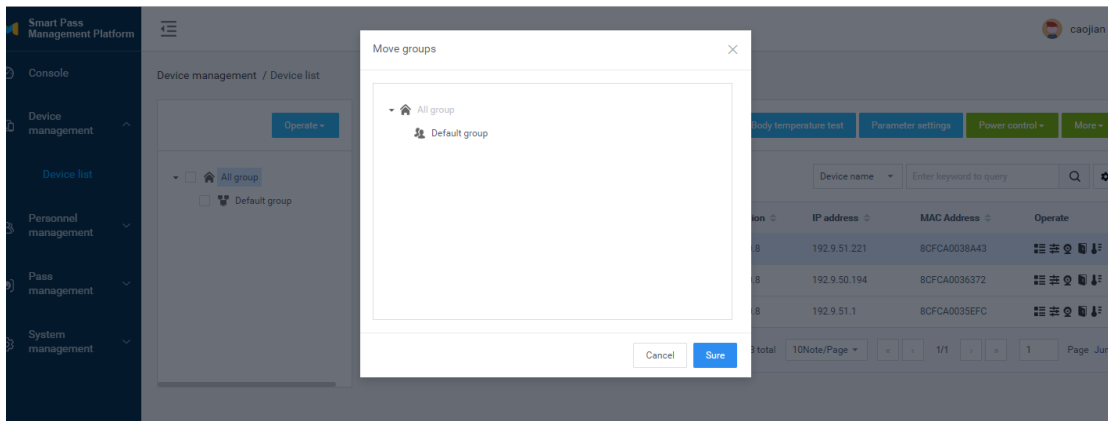 Smart Pass
Management Platform
caojian
Console
Device
management
Device list
Personnel
management
Pass
management
System
management
Device management / Device list
Operate
All group
Default group
Move groups
All group
Default group
Cancel
Sure
Body temperature test
Parameter settings
Power control
More
Device name
Enter keyword to query
IP address
MAC Address
Operate
192.9.51.221
8CFCA0038A43
192.9.50.194
8CFCA0036372
192.9.51.1
8CFCA0035EFC
total
10Note/Page
1/1
1
Page